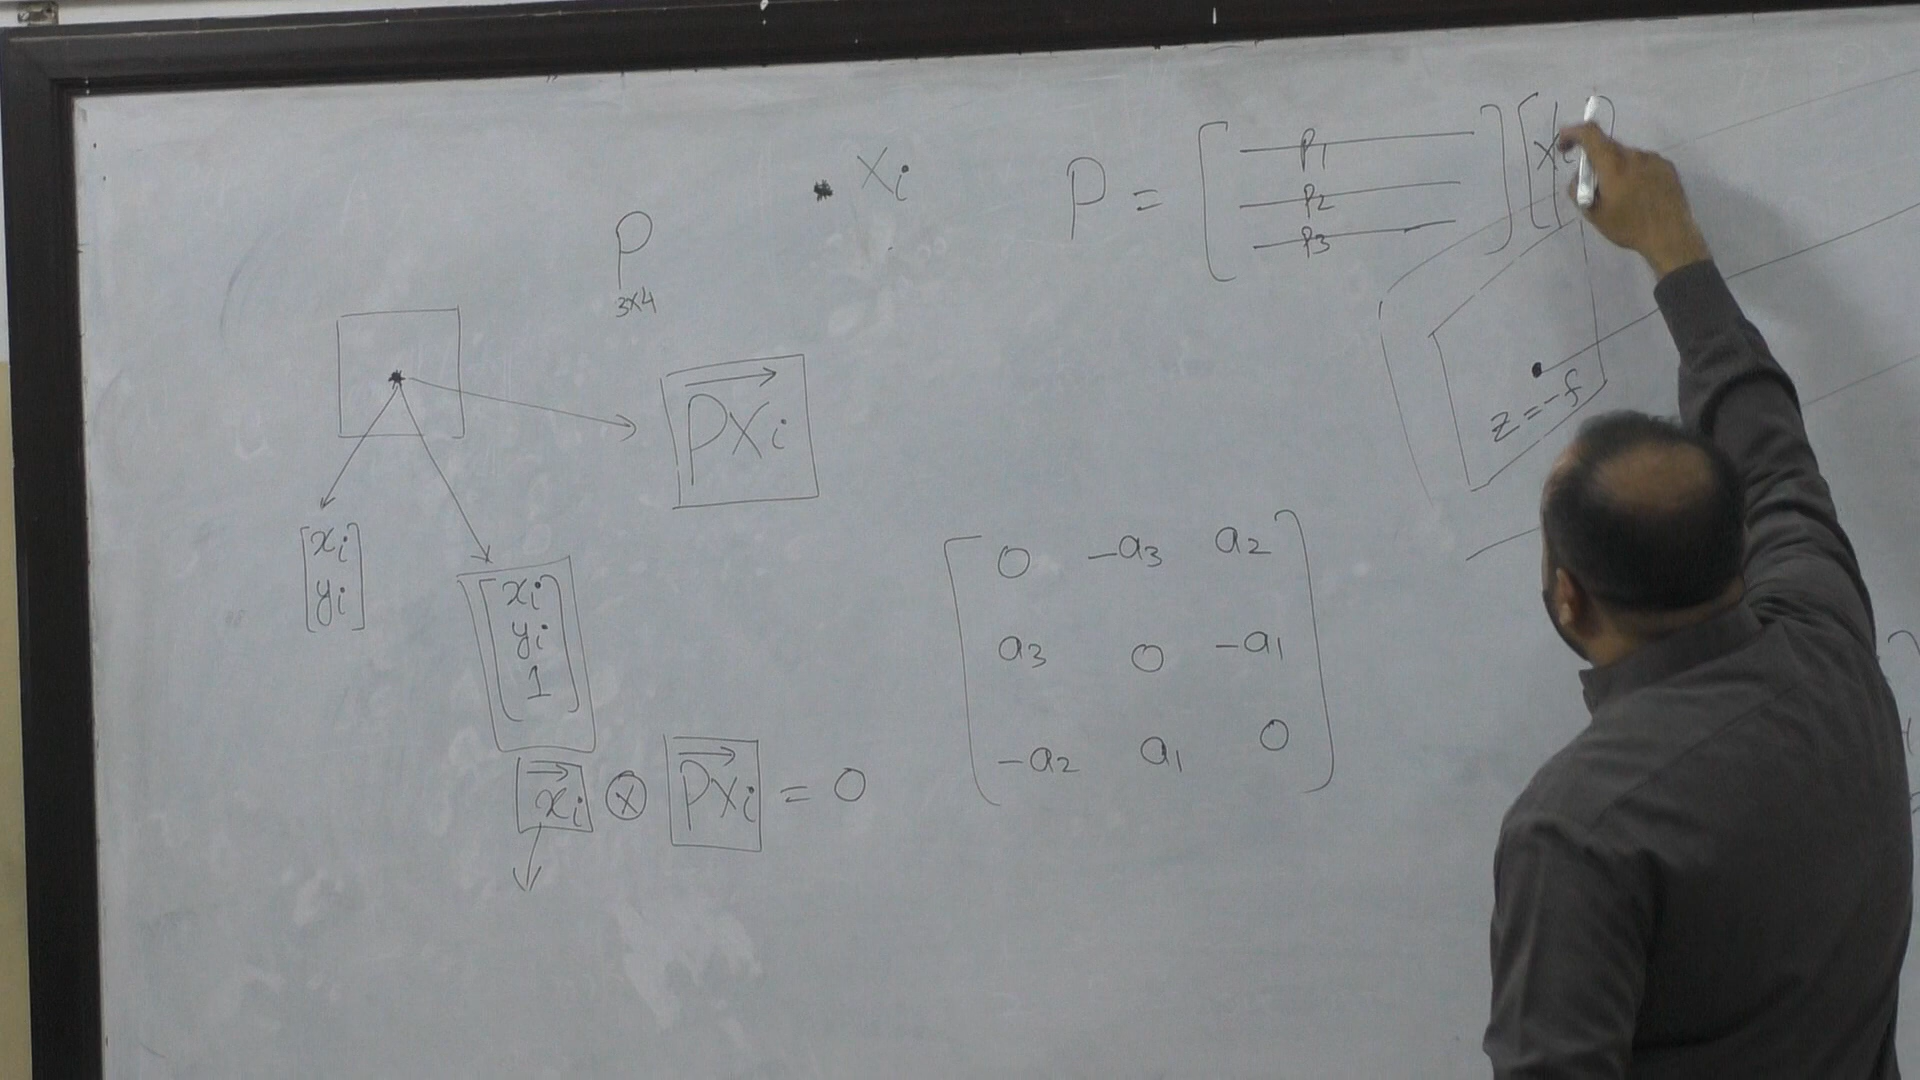 P
3x4
Xi
P = [ P1 P2 P3 ] [ Xi ]
PXi
z = -f
[ xi yi ]
[ xi yi 1 ]
xi ⊗ PXi = 0
0 -a3 a2
a3 0 -a1
-a2 a1 0